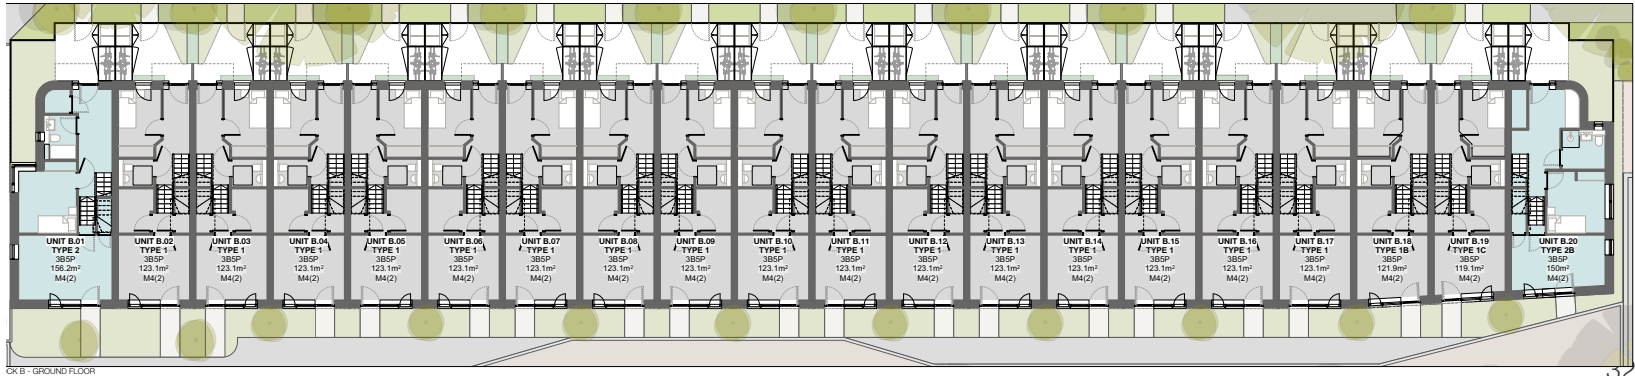 UNIT B.01
TYPE 2
3B5P
156.2m²
M4(2)
UNIT B.02
TYPE 1
3B5P
123.1m²
M4(2)
UNIT B.03
TYPE 1
3B5P
123.1m²
M4(2)
UNIT B.04
TYPE 1
3B5P
123.1m²
M4(2)
UNIT B.05
TYPE 1
3B5P
123.1m²
M4(2)
UNIT B.06
TYPE 1
3B5P
123.1m²
M4(2)
UNIT B.07
TYPE 1
3B5P
123.1m²
M4(2)
UNIT B.08
TYPE 1
3B5P
123.1m²
M4(2)
UNIT B.09
TYPE 1
3B5P
123.1m²
M4(2)
UNIT B.10
TYPE 1
3B5P
123.1m²
M4(2)
UNIT B.11
TYPE 1
3B5P
123.1m²
M4(2)
UNIT B.12
TYPE 1
3B5P
123.1m²
M4(2)
UNIT B.13
TYPE 1
3B5P
123.1m²
M4(2)
UNIT B.14
TYPE 1
3B5P
123.1m²
M4(2)
UNIT B.15
TYPE 1
3B5P
123.1m²
M4(2)
UNIT B.16
TYPE 1
3B5P
123.1m²
M4(2)
UNIT B.17
TYPE 1
3B5P
123.1m²
M4(2)
UNIT B.18
TYPE 1B
3B5P
121.9m²
M4(2)
UNIT B.19
TYPE 1C
3B5P
119.1m²
M4(2)
UNIT B.20
TYPE 2B
3B5P
150m²
M4(2)
CK B - GROUND FLOOR